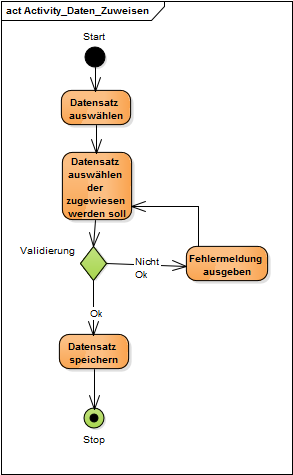 act Activity_Daten_Zuweisen
Start
Datensatz
auswählen
Datensatz
auswählen
der
zugewiesen
werden soll
Validierung
Nicht
Ok
Fehlermeldung
ausgeben
Ok
Datensatz
speichern
Stop